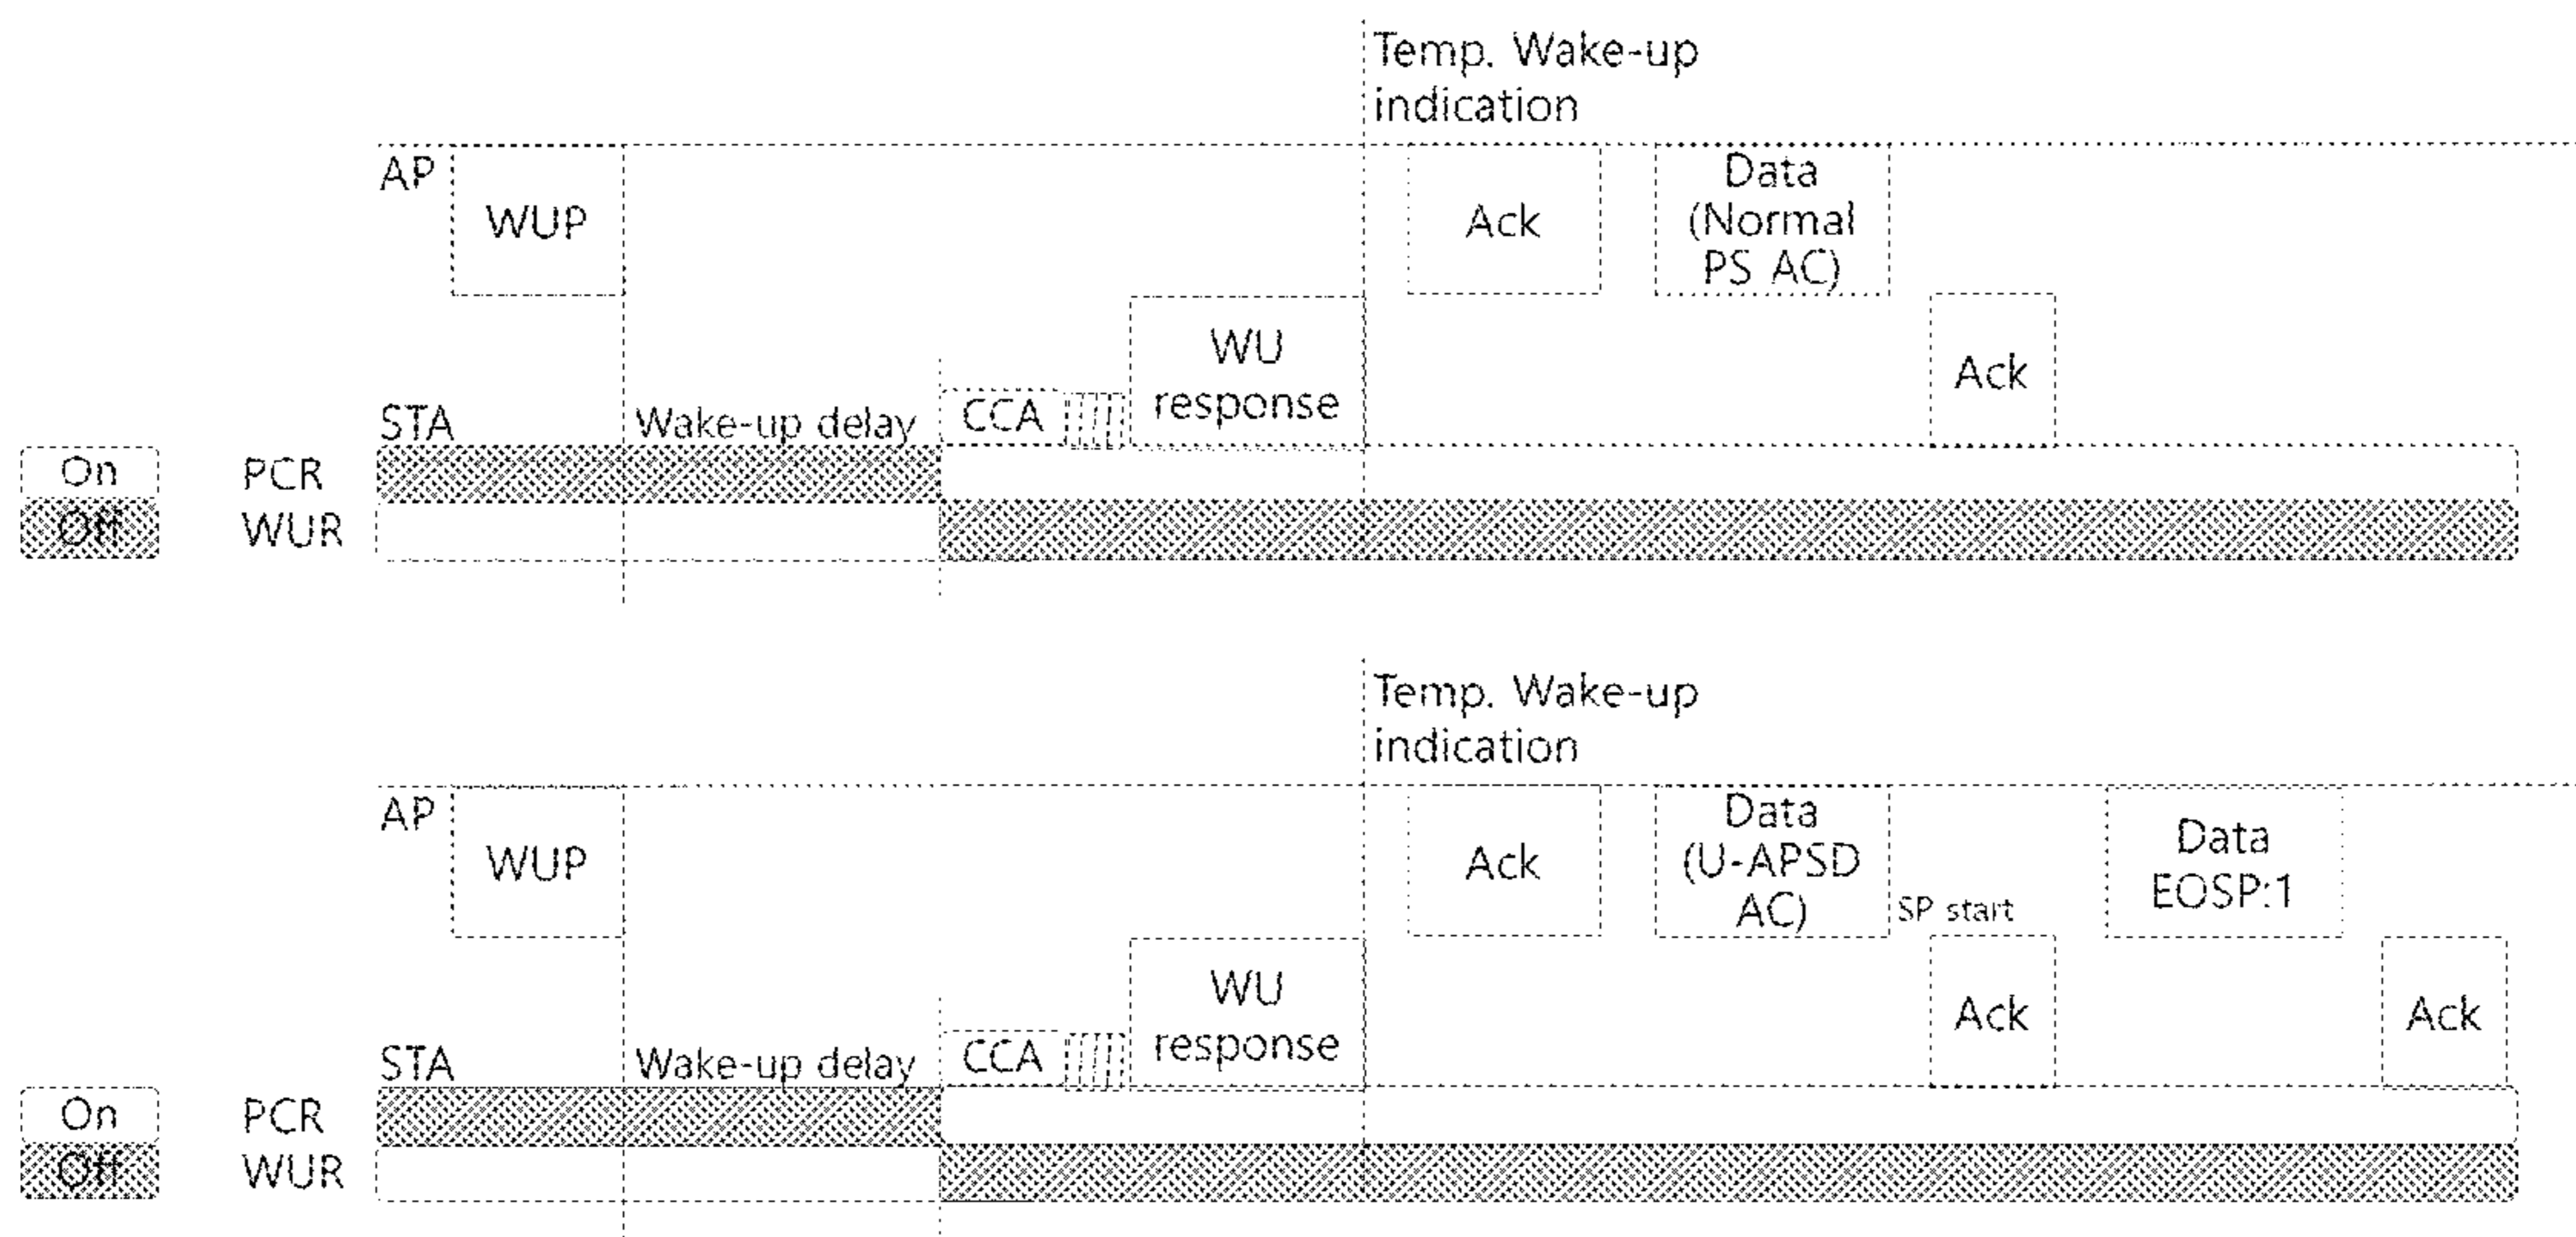 Temp. Wake-up
indication
AP
WUP
Ack
Data
(Normal
PS AC)
WU
response
Ack
STA
Wake-up delay
CCA
On
PCR
Off
WUR
Temp. Wake-up
indication
AP
WUP
Ack
Data
(U-APSD
AC)
SP start
Data
EOSP:1
WU
response
Ack
Ack
STA
Wake-up delay
CCA
On
PCR
Off
WUR